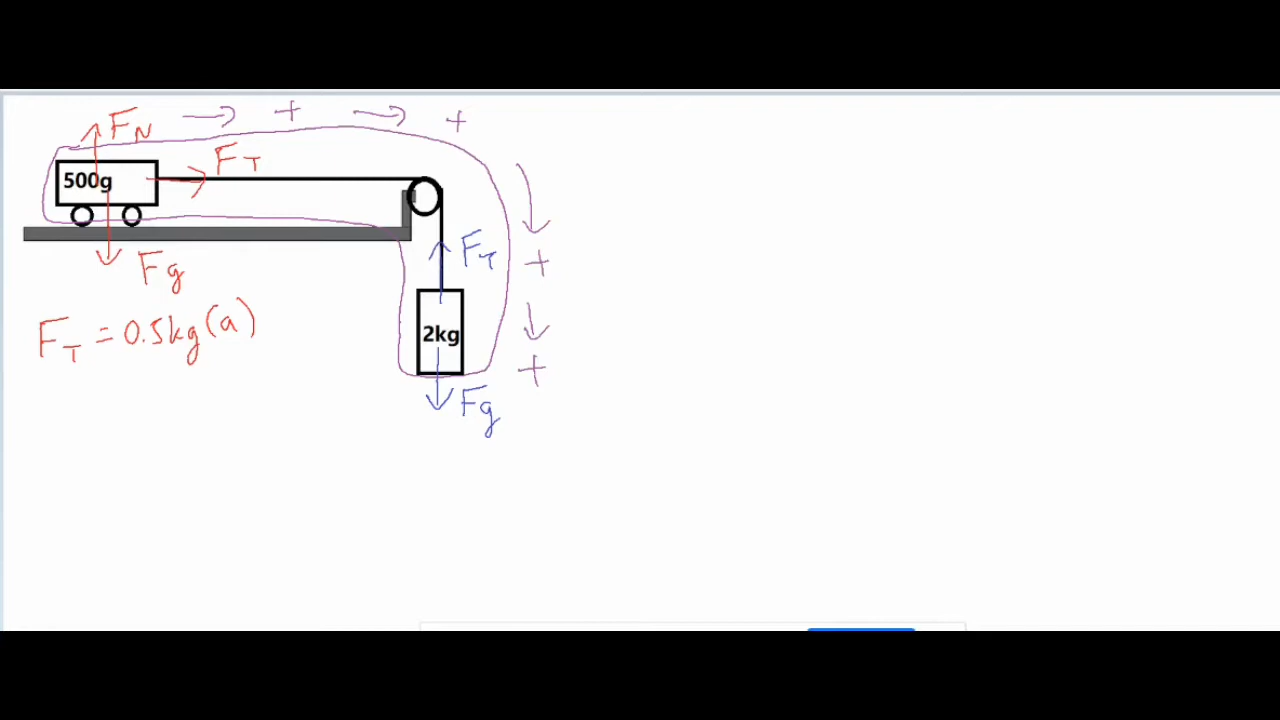 → + → +
F_N
F_T
500g
F_T
+
F_g
F_T = 0.5kg(a)
2kg
+
F_g